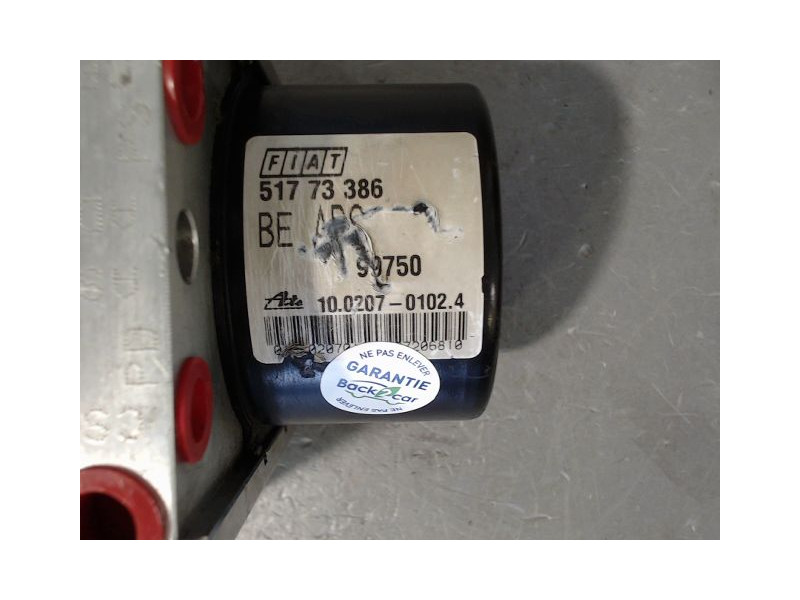 FIAT
517 73 386
BE ABS
90750
Ate 10.0207-0102.4
NE PAS ENLEVER
GARANTIE
Back2car
NE PAS ENLEVER